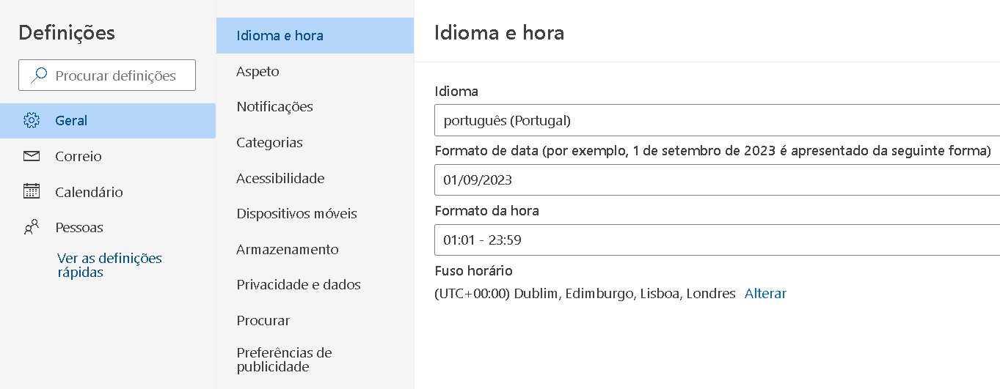 Definições
Procurar definições
Geral
Correio
Calendário
Pessoas
Ver as definições
rápidas
Idioma e hora
Aspeto
Notificações
Categorias
Acessibilidade
Dispositivos móveis
Armazenamento
Privacidade e dados
Procurar
Preferências de
publicidade
Idioma e hora
Idioma
português (Portugal)
Formato de data (por exemplo, 1 de setembro de 2023 é apresentado da seguinte forma)
01/09/2023
Formato da hora
01:01 - 23:59
Fuso horário
(UTC+00:00) Dublim, Edimburgo, Lisboa, Londres Alterar